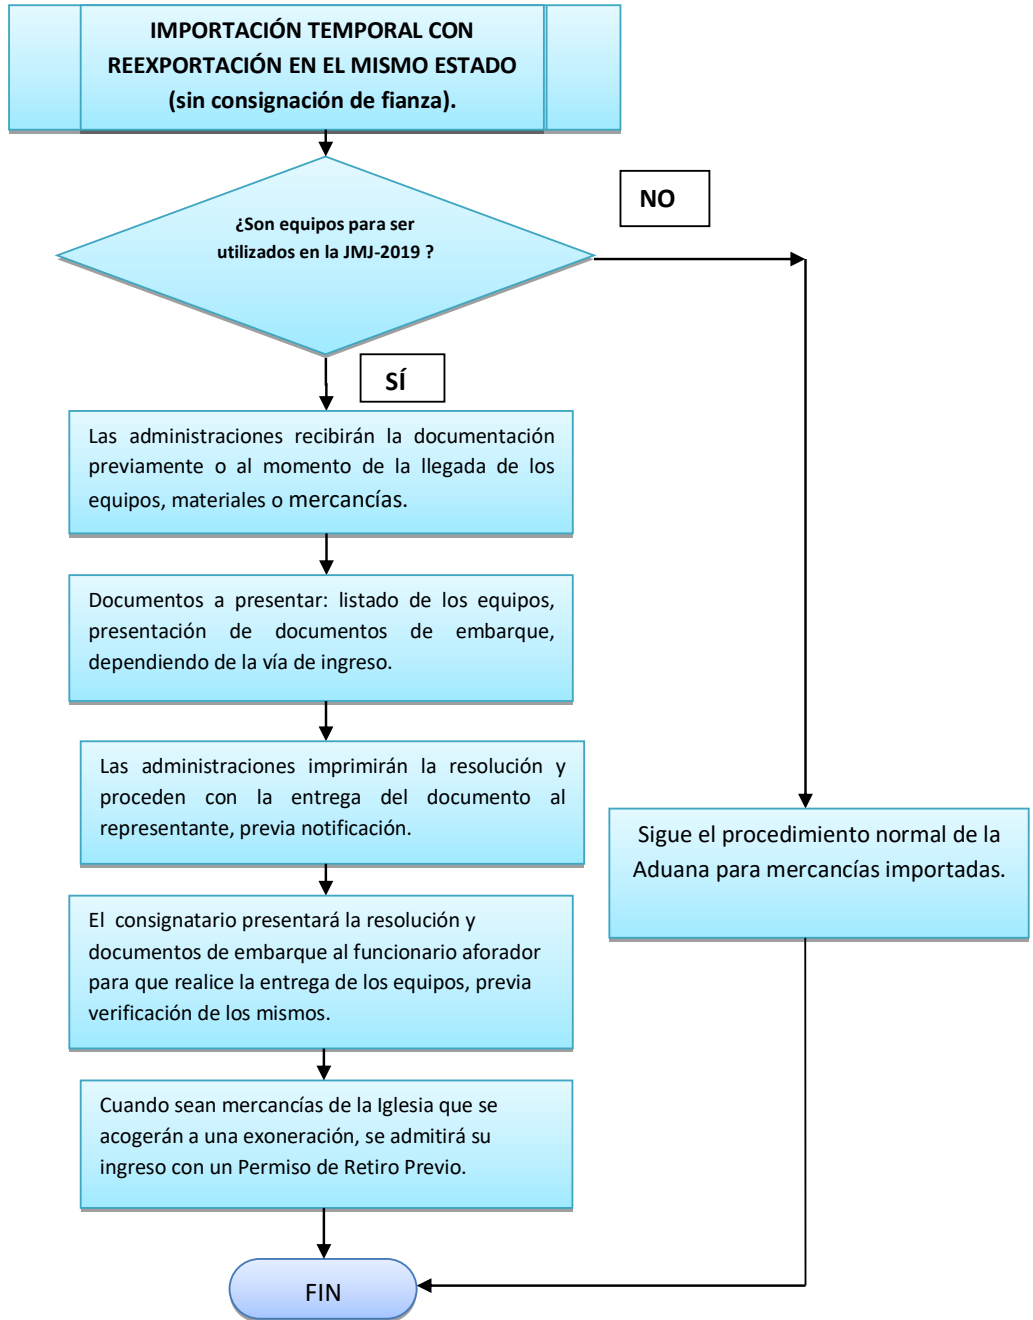 IMPORTACIÓN TEMPORAL CON
REEXPORTACIÓN EN EL MISMO ESTADO
(sin consignación de fianza).
¿Son equipos para ser
utilizados en la JMJ-2019 ?
NO
SÍ
Las administraciones recibirán la documentación
previamente o al momento de la llegada de los
equipos, materiales o mercancías.
Documentos a presentar: listado de los equipos,
presentación de documentos de embarque,
dependiendo de la vía de ingreso.
Las administraciones imprimirán la resolución y
proceden con la entrega del documento al
representante, previa notificación.
Sigue el procedimiento normal de la
Aduana para mercancías importadas.
El consignatario presentará la resolución y
documentos de embarque al funcionario aforador
para que realice la entrega de los equipos, previa
verificación de los mismos.
Cuando sean mercancías de la Iglesia que se
acogerán a una exoneración, se admitirá su
ingreso con un Permiso de Retiro Previo.
FIN